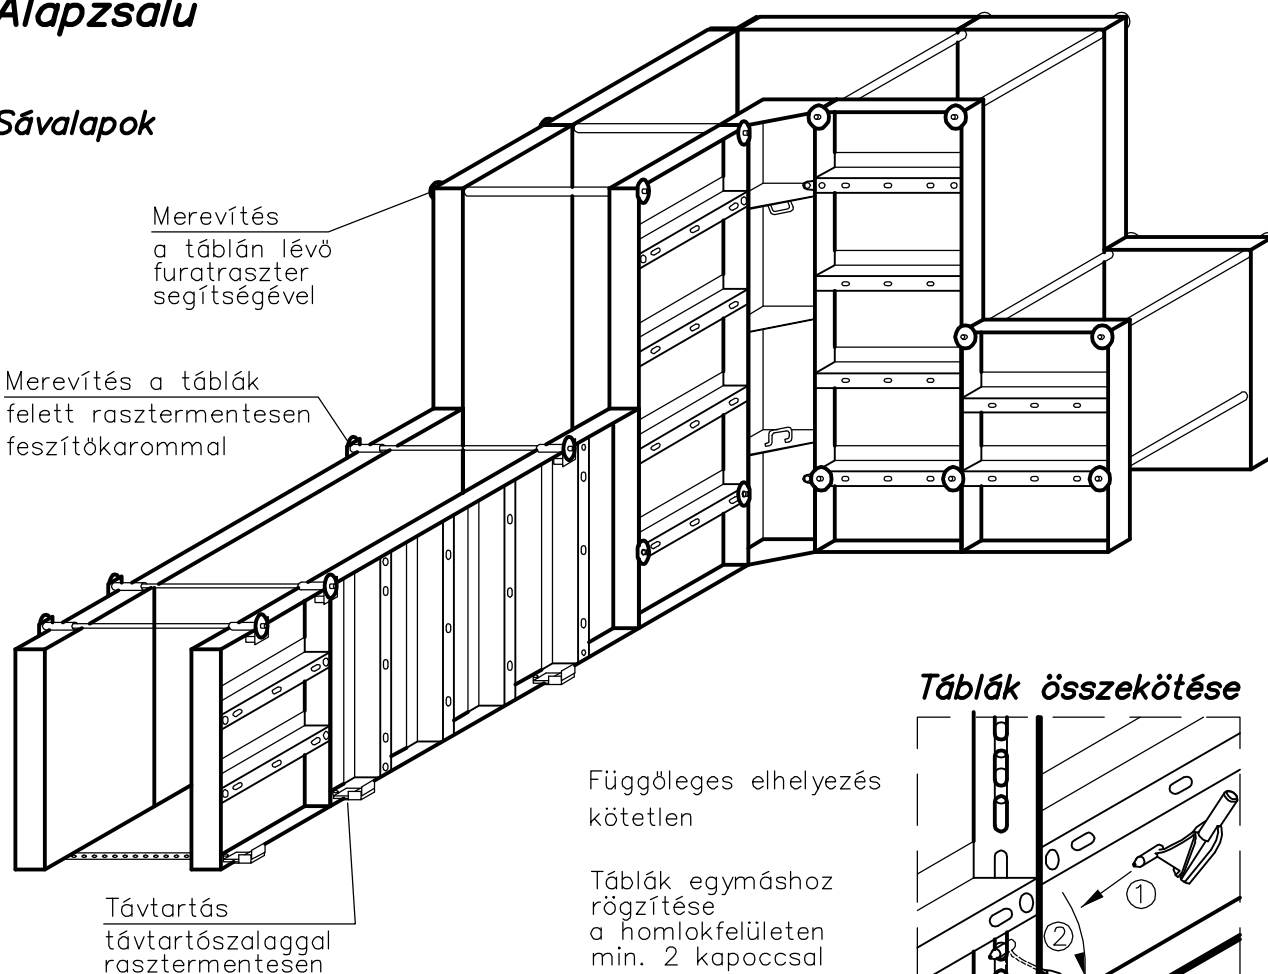 Alapzsalu
Sávalapok
Merevítés
a táblán lévő
furatraszter
segítségével
Merevítés a táblák
felett rasztermentesen
feszítőkarommal
Távtartás
távtartószalaggal
rasztermentesen
Függőleges elhelyezés
kötetlen
Táblák egymáshoz
rögzítése
a homlokfelületen
min. 2 kapoccsal
Táblák összekötése
1
2